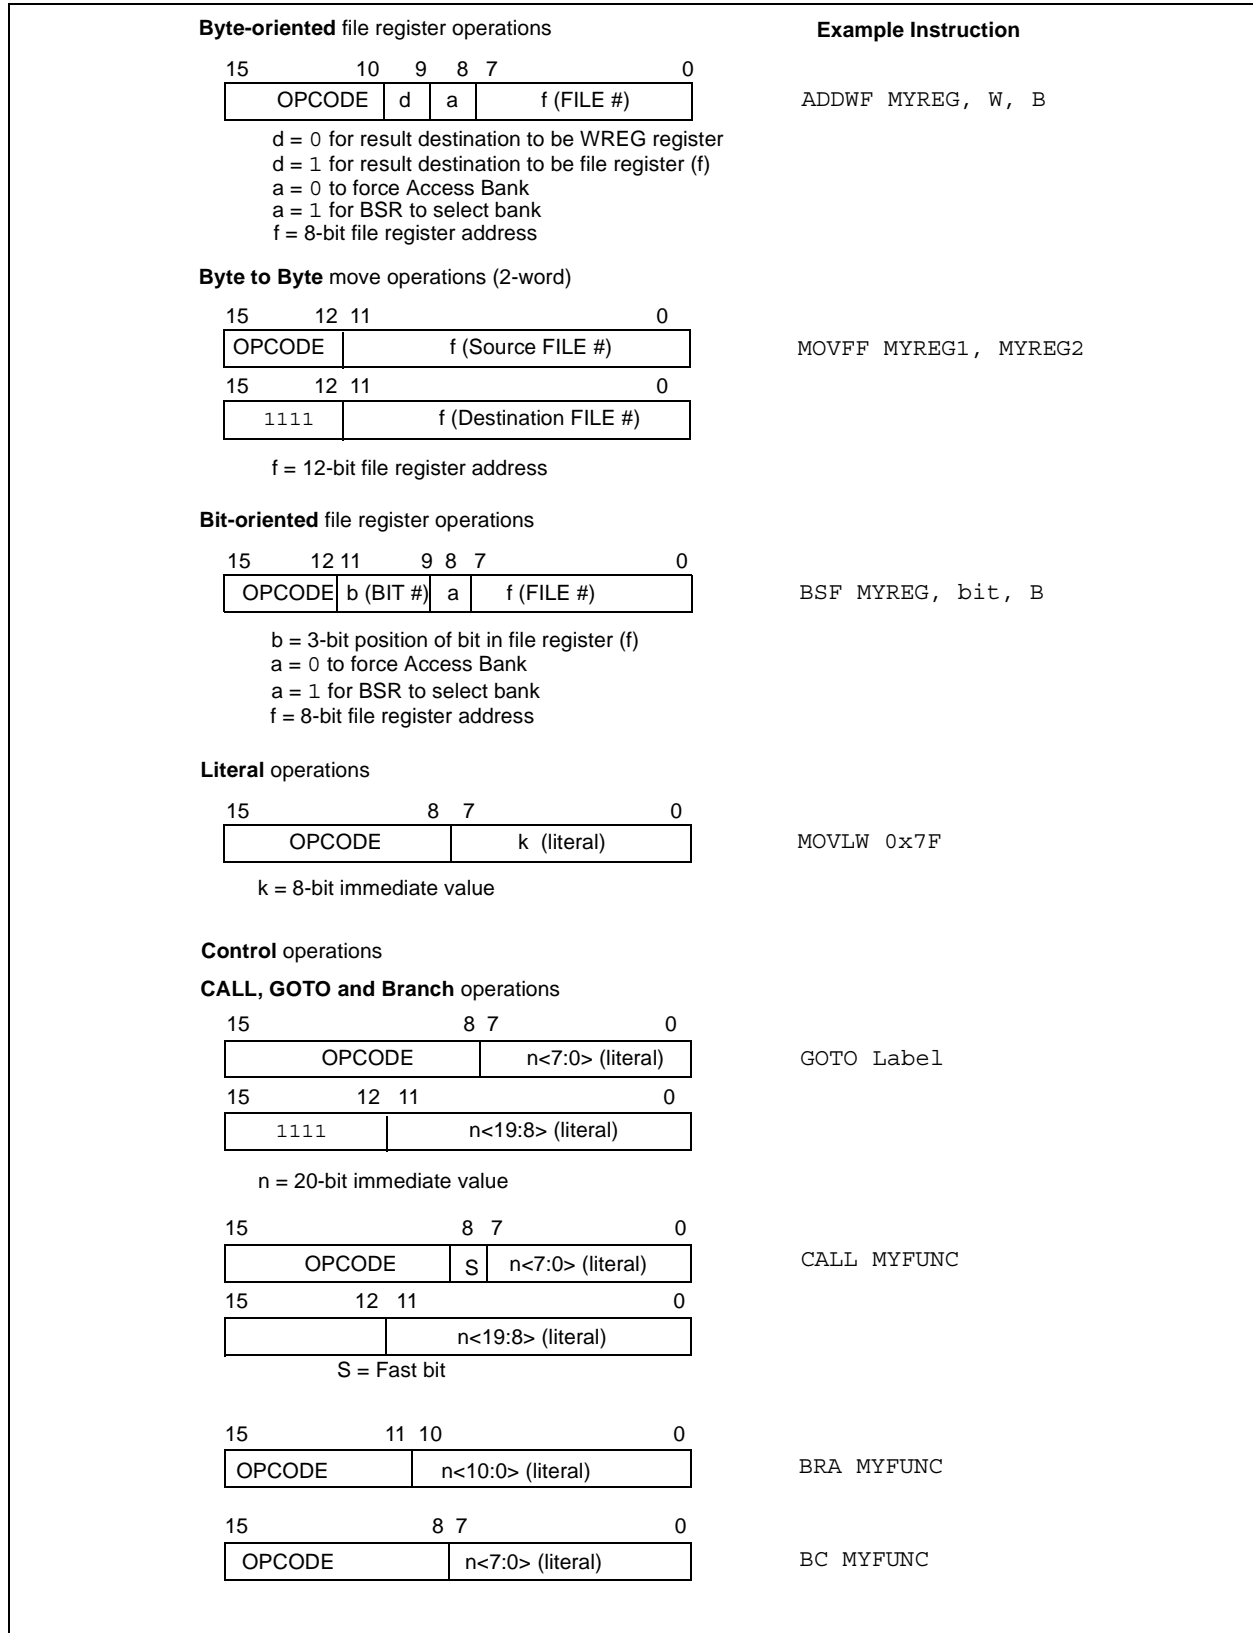 Byte-oriented file register operations
Example Instruction
15 10 9 8 7 0
OPCODE d a f (FILE #)
ADDWF MYREG, W, B
d = 0 for result destination to be WREG register
d = 1 for result destination to be file register (f)
a = 0 to force Access Bank
a = 1 for BSR to select bank
f = 8-bit file register address
Byte to Byte move operations (2-word)
15 12 11 0
OPCODE f (Source FILE #)
MOVFF MYREG1, MYREG2
15 12 11 0
1111 f (Destination FILE #)
f = 12-bit file register address
Bit-oriented file register operations
15 12 11 9 8 7 0
OPCODE b (BIT #) a f (FILE #)
BSF MYREG, bit, B
b = 3-bit position of bit in file register (f)
a = 0 to force Access Bank
a = 1 for BSR to select bank
f = 8-bit file register address
Literal operations
15 8 7 0
OPCODE k (literal)
MOVLW 0x7F
k = 8-bit immediate value
Control operations
CALL, GOTO and Branch operations
15 8 7 0
OPCODE n<7:0> (literal)
GOTO Label
15 12 11 0
1111 n<19:8> (literal)
n = 20-bit immediate value
15 8 7 0
OPCODE S n<7:0> (literal)
CALL MYFUNC
15 12 11 0
n<19:8> (literal)
S = Fast bit
15 11 10 0
OPCODE n<10:0> (literal)
BRA MYFUNC
15 8 7 0
OPCODE n<7:0> (literal)
BC MYFUNC